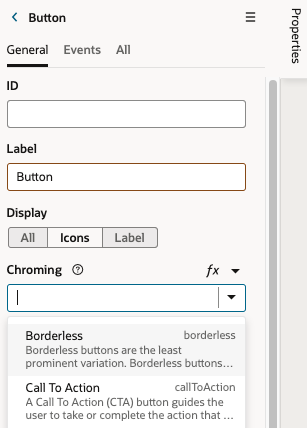 Button
Properties
General Events All
ID
Label
Button
Display
All Icons Label
Chroming ? fx
Borderless borderless
Borderless buttons are the least
prominent variation. Borderless buttons...
Call To Action callToAction
A Call To Action (CTA) button guides the
user to take or complete the action that ...